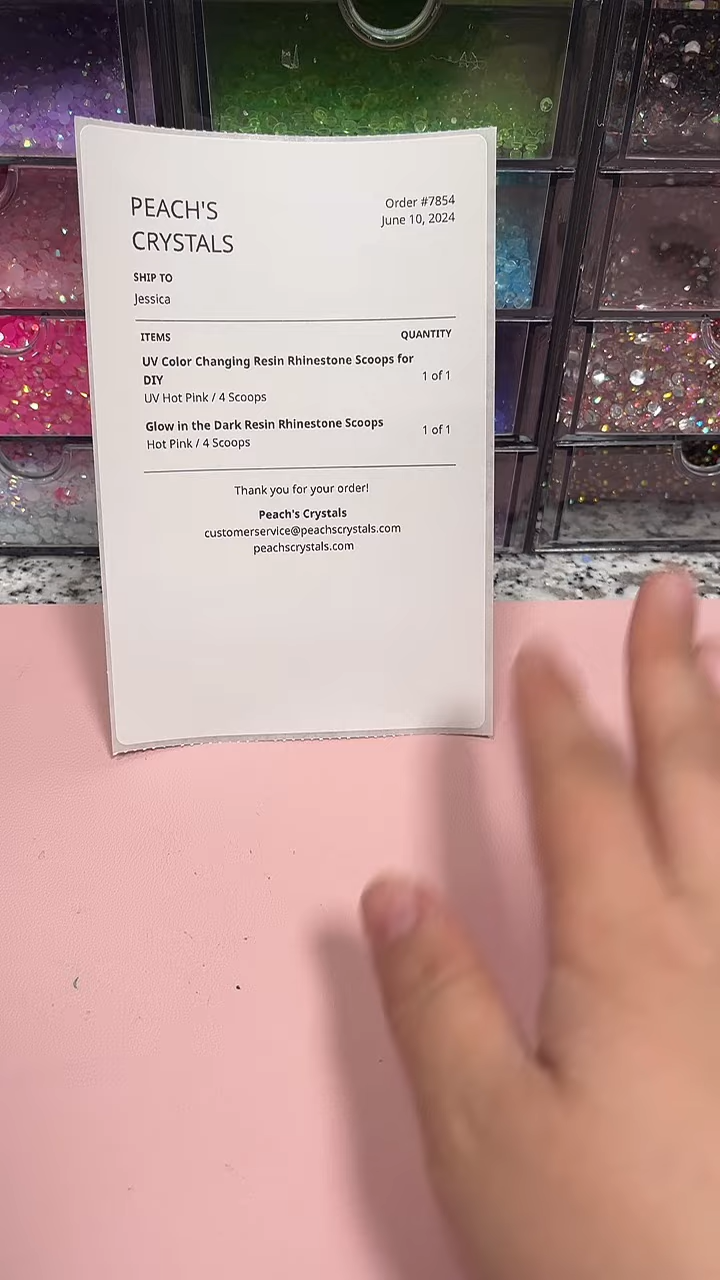 PEACH'S
CRYSTALS
Order #7854
June 10, 2024
SHIP TO
Jessica
ITEMS QUANTITY
UV Color Changing Resin Rhinestone Scoops for
DIY
1 of 1
UV Hot Pink / 4 Scoops
Glow in the Dark Resin Rhinestone Scoops
1 of 1
Hot Pink / 4 Scoops
Thank you for your order!
Peach's Crystals
customerservice@peachscrystals.com
peachscrystals.com